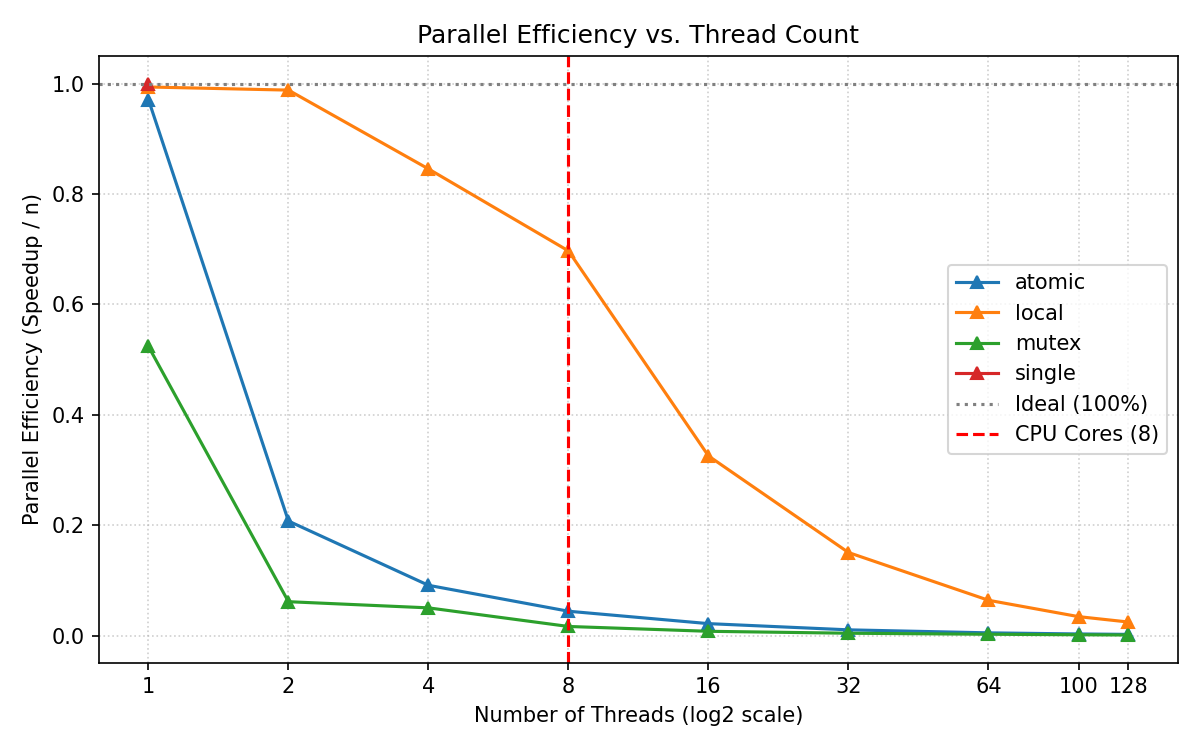 Parallel Efficiency vs. Thread Count
Parallel Efficiency (Speedup / n)
1.0
0.8
0.6
0.4
0.2
0.0
atomic
local
mutex
single
Ideal (100%)
CPU Cores (8)
1 2 4 8 16 32 64 100 128
Number of Threads (log2 scale)